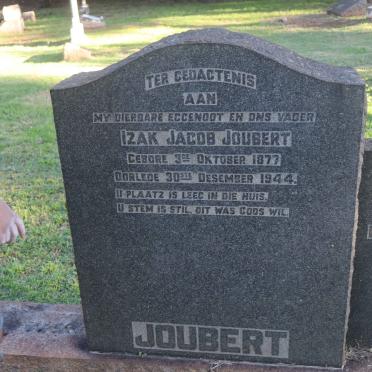 TER GEDACTENIS
AAN
MY DIERBARE ECGENOOT EN ONS VADER
IZAK JACOB JOUBERT
GEBORE 3DE OKTOBER 1877
OORLEDE 30STE DESEMBER 1944.
U PLAATZ IS LEEG IN DIE HUIS.
U STEM IS STIL, DIT WAS GODS WIL.
JOUBERT